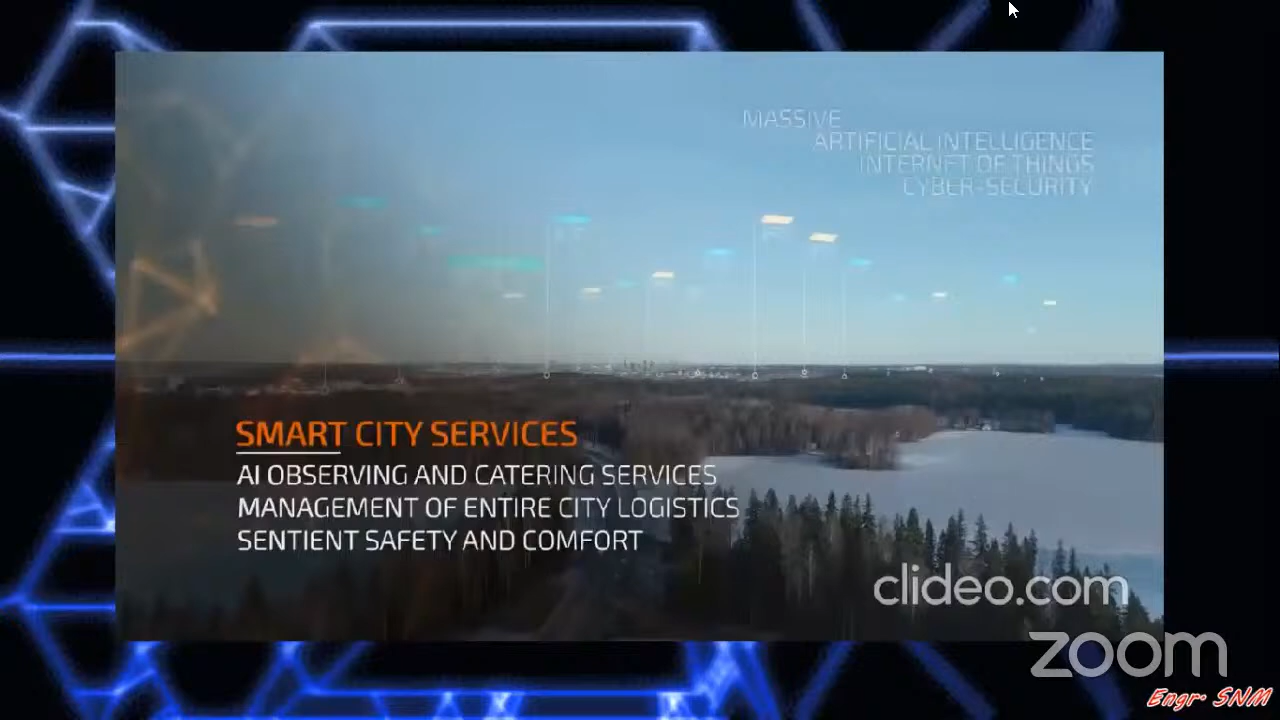 MASSIVE
ARTIFICIAL INTELLIGENCE
INTERNET OF THINGS
CYBER-SECURITY
SMART CITY SERVICES
AI OBSERVING AND CATERING SERVICES
MANAGEMENT OF ENTIRE CITY LOGISTICS
SENTIENT SAFETY AND COMFORT
clideo.com
zoom
Engr. SNM